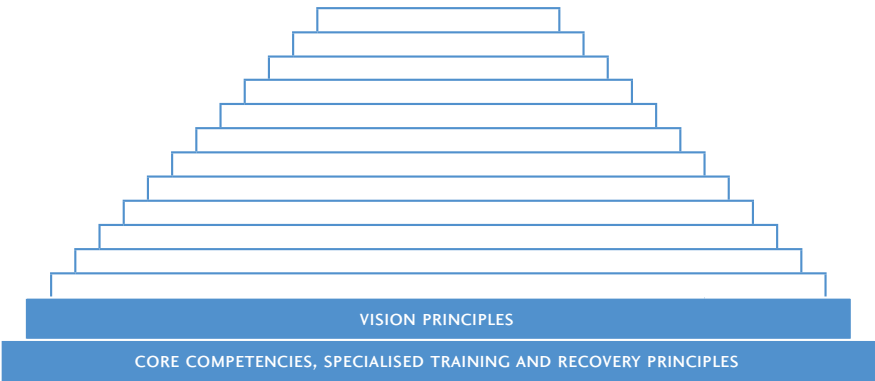 VISION PRINCIPLES
CORE COMPETENCIES, SPECIALISED TRAINING AND RECOVERY PRINCIPLES